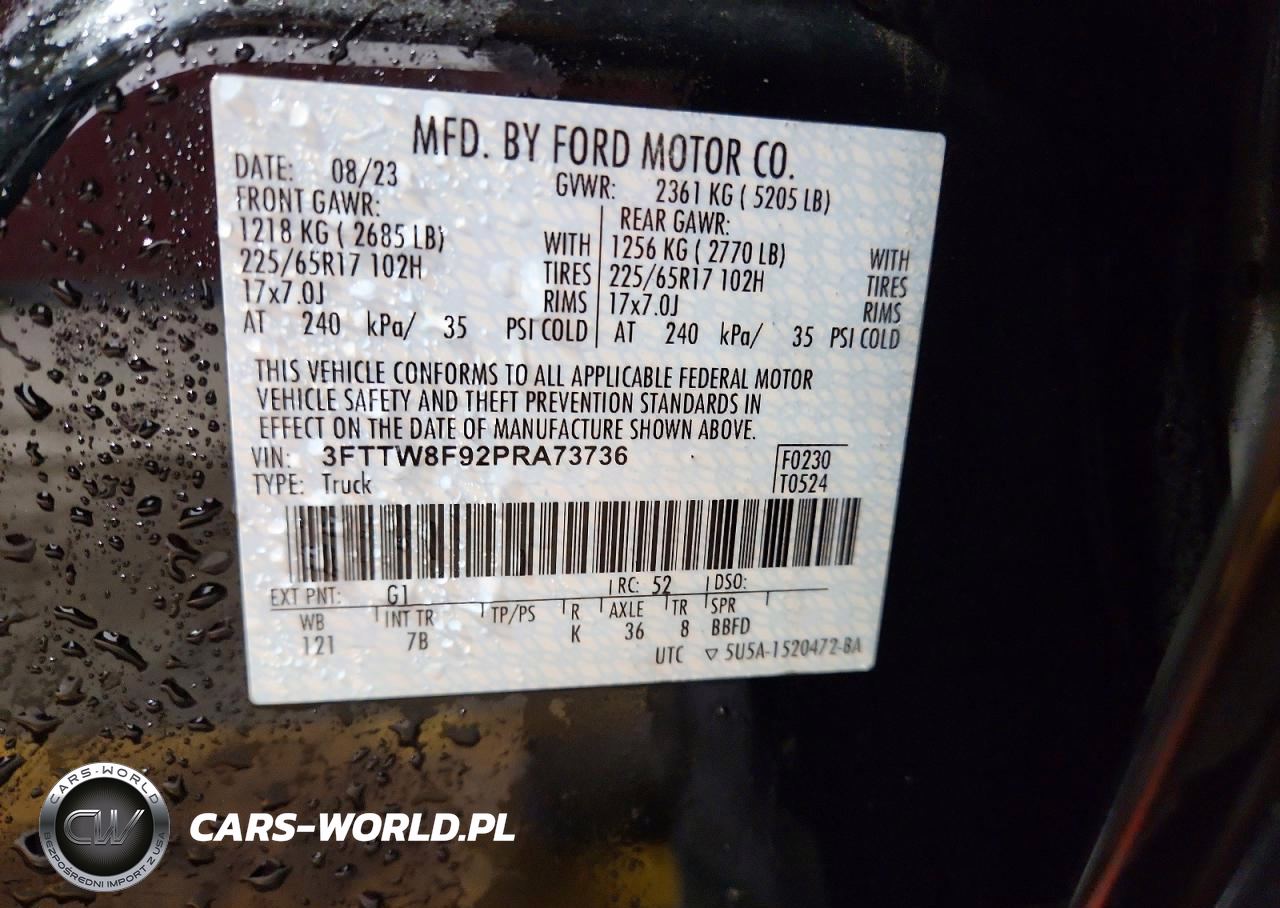 MFD. BY FORD MOTOR CO.
DATE: 08/23 GVWR: 2361 KG ( 5205 LB)
FRONT GAWR: REAR GAWR:
1218 KG ( 2685 LB) WITH 1256 KG ( 2770 LB) WITH
225/65R17 102H TIRES 225/65R17 102H TIRES
17x7.0J RIMS 17x7.0J RIMS
AT 240 kPa/ 35 PSI COLD AT 240 kPa/ 35 PSI COLD
THIS VEHICLE CONFORMS TO ALL APPLICABLE FEDERAL MOTOR
VEHICLE SAFETY AND THEFT PREVENTION STANDARDS IN
EFFECT ON THE DATE OF MANUFACTURE SHOWN ABOVE.
VIN: 3FTTW8F92PRA73736 F0230
TYPE: Truck T0524
EXT PNT: G1 RC: 52 DSO:
WB INT TR TP/PS R AXLE TR SPR
121 7B K 36 8 BBFD
UTC ▽ 5U5A-1520472-BA
CARS-WORLD
CW
BEZPOŚREDNI IMPORT Z USA
CARS-WORLD.PL